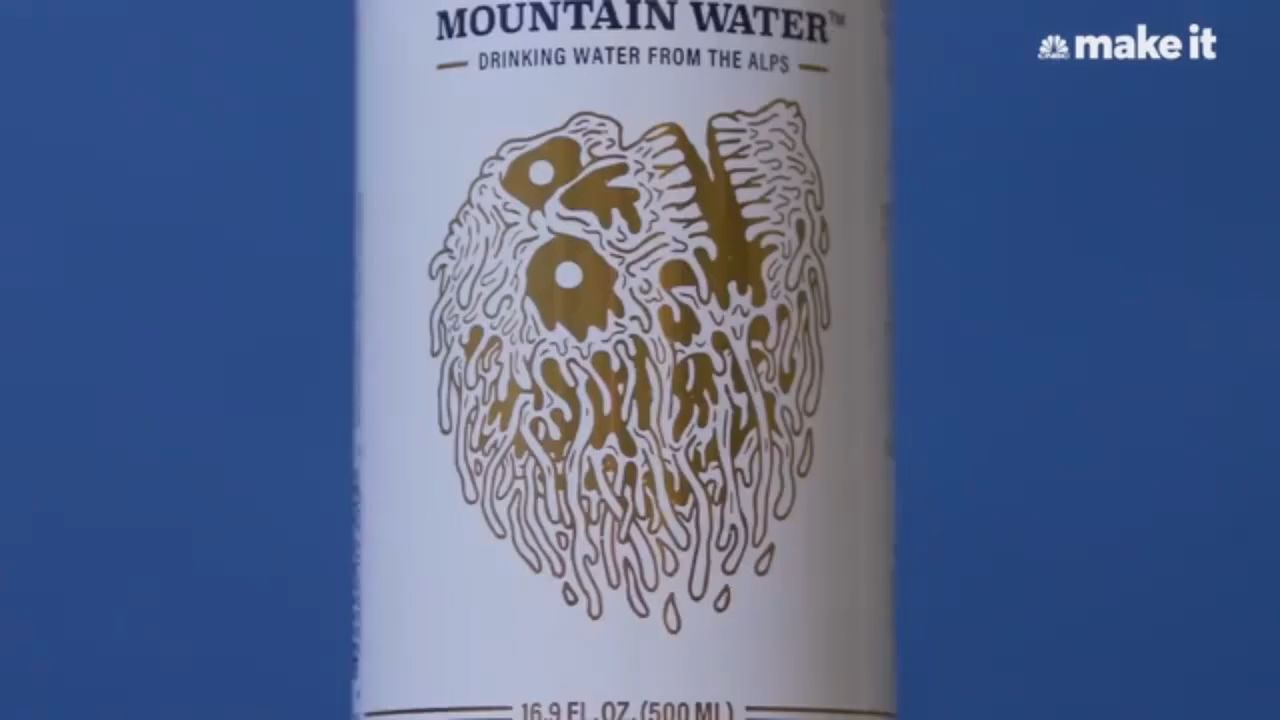 MOUNTAIN WATER™
DRINKING WATER FROM THE ALPS
make it
16.9 FL.OZ. (500 ML)